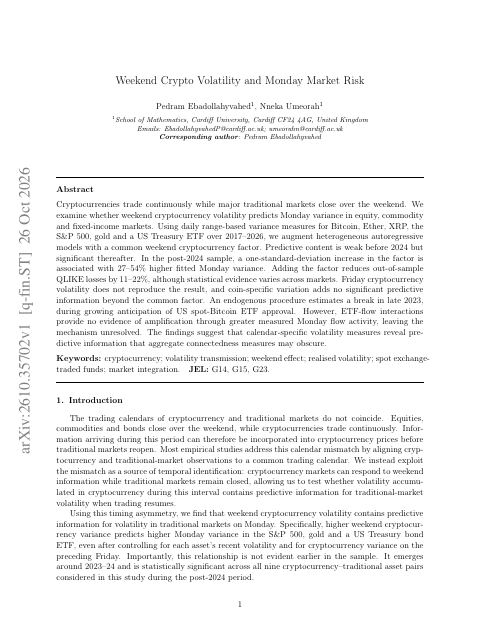 Weekend Crypto Volatility and Monday Market Risk
Pedram Ebadollahyvahed¹, Nneka Umeorah¹
¹School of Mathematics, Cardiff University, Cardiff CF24 4AG, United Kingdom
Emails: EbadollahyvahedP@cardiff.ac.uk; umeorahn@cardiff.ac.uk
Corresponding author: Pedram Ebadollahyvahed
arXiv:2610.35702v1 [q-fin.ST] 26 Oct 2026
Abstract
Cryptocurrencies trade continuously while major traditional markets close over the weekend. We
examine whether weekend cryptocurrency volatility predicts Monday variance in equity, commodity
and fixed-income markets. Using daily range-based variance measures for Bitcoin, Ether, XRP, the
S&P 500, gold and a US Treasury ETF over 2017–2026, we augment heterogeneous autoregressive
models with a common weekend cryptocurrency factor. Predictive content is weak before 2024 but
significant thereafter. In the post-2024 sample, a one-standard-deviation increase in the factor is
associated with 27–54% higher fitted Monday variance. Adding the factor reduces out-of-sample
QLIKE losses by 11–22%, although statistical evidence varies across markets. Friday cryptocurrency
volatility does not reproduce the result, and coin-specific variation adds no significant predictive
information beyond the common factor. An endogenous procedure estimates a break in late 2023,
during growing anticipation of US spot-Bitcoin ETF approval. However, ETF-flow interactions
provide no evidence of amplification through greater measured Monday flow activity, leaving the
mechanism unresolved. The findings suggest that calendar-specific volatility measures reveal pre-
dictive information that aggregate connectedness measures may obscure.
Keywords: cryptocurrency; volatility transmission; weekend effect; realised volatility; spot exchange-
traded funds; market integration. JEL: G14, G15, G23.
1. Introduction
The trading calendars of cryptocurrency and traditional markets do not coincide. Equities,
commodities and bonds close over the weekend, while cryptocurrencies trade continuously. Infor-
mation arriving during this period can therefore be incorporated into cryptocurrency prices before
traditional markets reopen. Most empirical studies address this calendar mismatch by aligning cryp-
tocurrency and traditional-market observations to a common trading calendar. We instead exploit
the mismatch as a source of temporal identification: cryptocurrency markets can respond to weekend
information while traditional markets remain closed, allowing us to test whether volatility accumu-
lated in cryptocurrency during this interval contains predictive information for traditional-market
volatility when trading resumes.
Using this timing asymmetry, we find that weekend cryptocurrency volatility contains predictive
information for volatility in traditional markets on Monday. Specifically, higher weekend cryptocur-
rency variance predicts higher Monday variance in the S&P 500, gold and a US Treasury bond
ETF, even after controlling for each asset's recent volatility and for cryptocurrency variance on the
preceding Friday. Importantly, this relationship is not evident earlier in the sample. It emerges
around 2023–24 and is statistically significant across all nine cryptocurrency–traditional asset pairs
considered in this study during the post-2024 period.
1